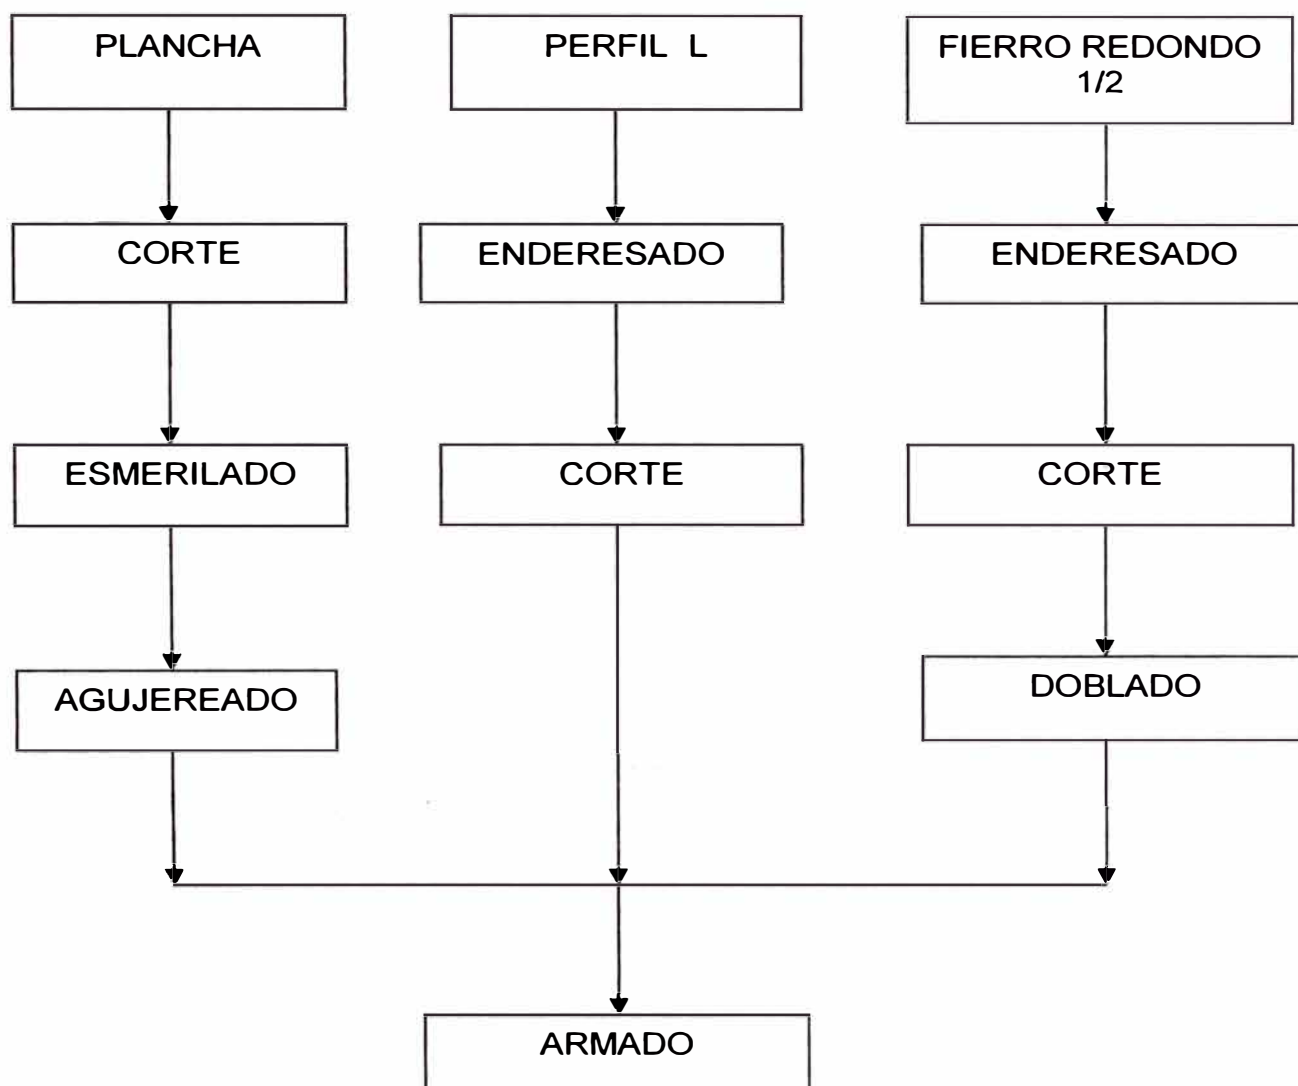 PLANCHA
PERFIL L
FIERRO REDONDO
1/2
CORTE
ENDERESADO
ENDERESADO
ESMERILADO
CORTE
CORTE
AGUJEREADO
DOBLADO
ARMADO